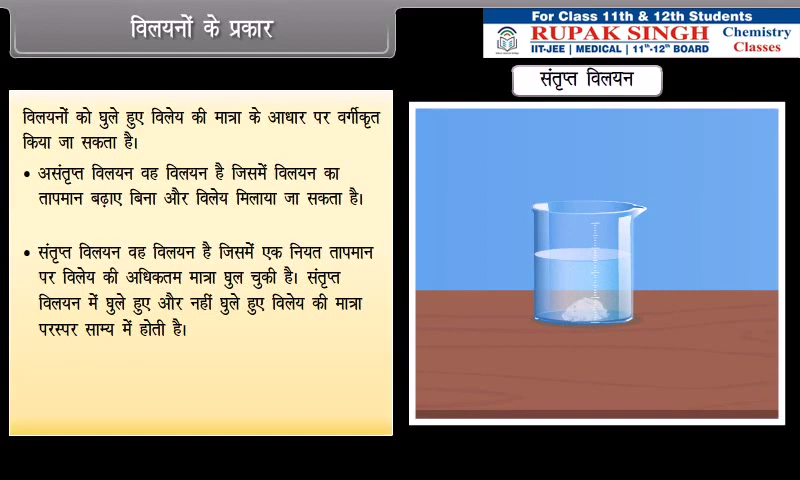 विलयनों के प्रकार
For Class 11th & 12th Students
RUPAK SINGH
IIT-JEE | MEDICAL | 11th-12th BOARD
Chemistry
Classes
संतृप्त विलयन
विलयनों को घुले हुए विलेय की मात्रा के आधार पर वर्गीकृत
किया जा सकता है।
• असंतृप्त विलयन वह विलयन है जिसमें विलयन का
तापमान बढ़ाए बिना और विलेय मिलाया जा सकता है।
• संतृप्त विलयन वह विलयन है जिसमें एक नियत तापमान
पर विलेय की अधिकतम मात्रा घुल चुकी है। संतृप्त
विलयन में घुले हुए और नहीं घुले हुए विलेय की मात्रा
परस्पर साम्य में होती है।